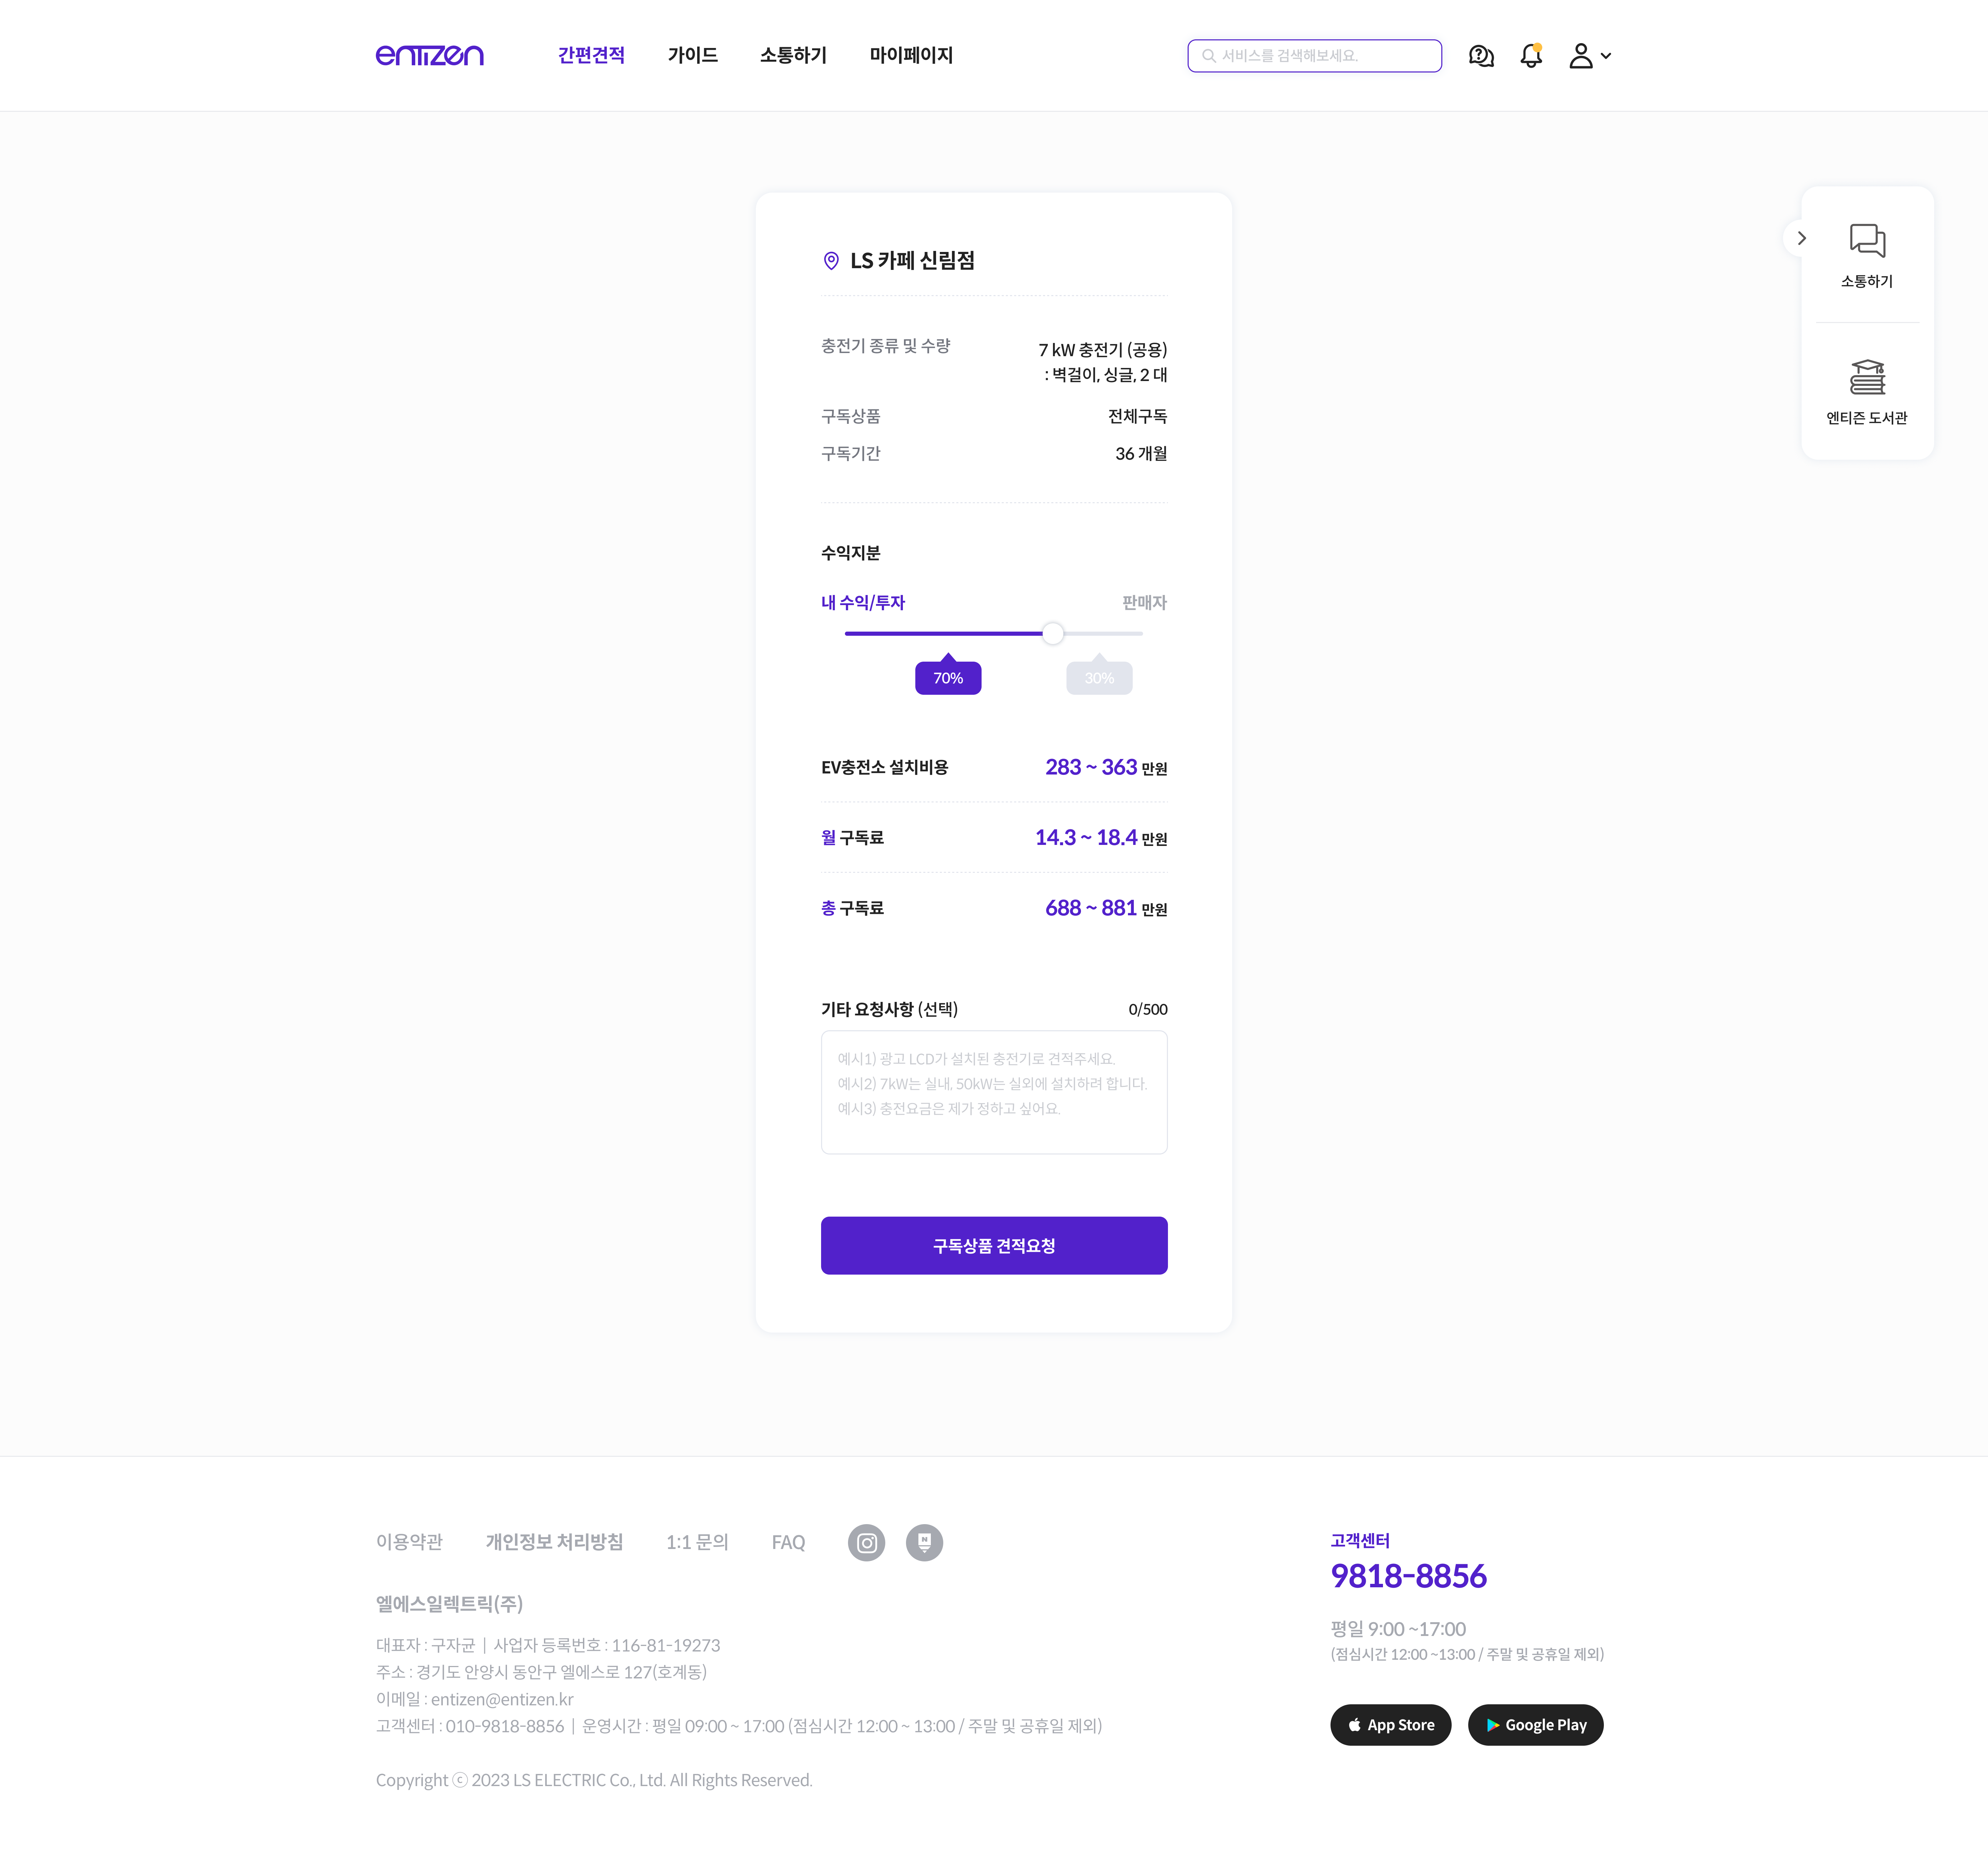 entizen
간편견적 가이드 소통하기 마이페이지
서비스를 검색해보세요.
소통하기
엔티즌 도서관
LS 카페 신림점
충전기 종류 및 수량 7 kW 충전기 (공용)
: 벽걸이, 싱글, 2 대
구독상품 전체구독
구독기간 36 개월
수익지분
내 수익/투자 판매자
70% 30%
EV충전소 설치비용 283 ~ 363 만원
월 구독료 14.3 ~ 18.4 만원
총 구독료 688 ~ 881 만원
기타 요청사항 (선택) 0/500
예시1) 광고 LCD가 설치된 충전기로 견적주세요.
예시2) 7kW는 실내, 50kW는 실외에 설치하려 합니다.
예시3) 충전요금은 제가 정하고 싶어요.
구독상품 견적요청
이용약관 개인정보 처리방침 1:1 문의 FAQ
엘에스일렉트릭(주)
대표자 : 구자균 | 사업자 등록번호 : 116-81-19273
주소 : 경기도 안양시 동안구 엘에스로 127(호계동)
이메일 : entizen@entizen.kr
고객센터 : 010-9818-8856 | 운영시간 : 평일 09:00 ~ 17:00 (점심시간 12:00 ~ 13:00 / 주말 및 공휴일 제외)
Copyright ⓒ 2023 LS ELECTRIC Co., Ltd. All Rights Reserved.
고객센터
9818-8856
평일 9:00 ~17:00
(점심시간 12:00 ~13:00 / 주말 및 공휴일 제외)
App Store Google Play